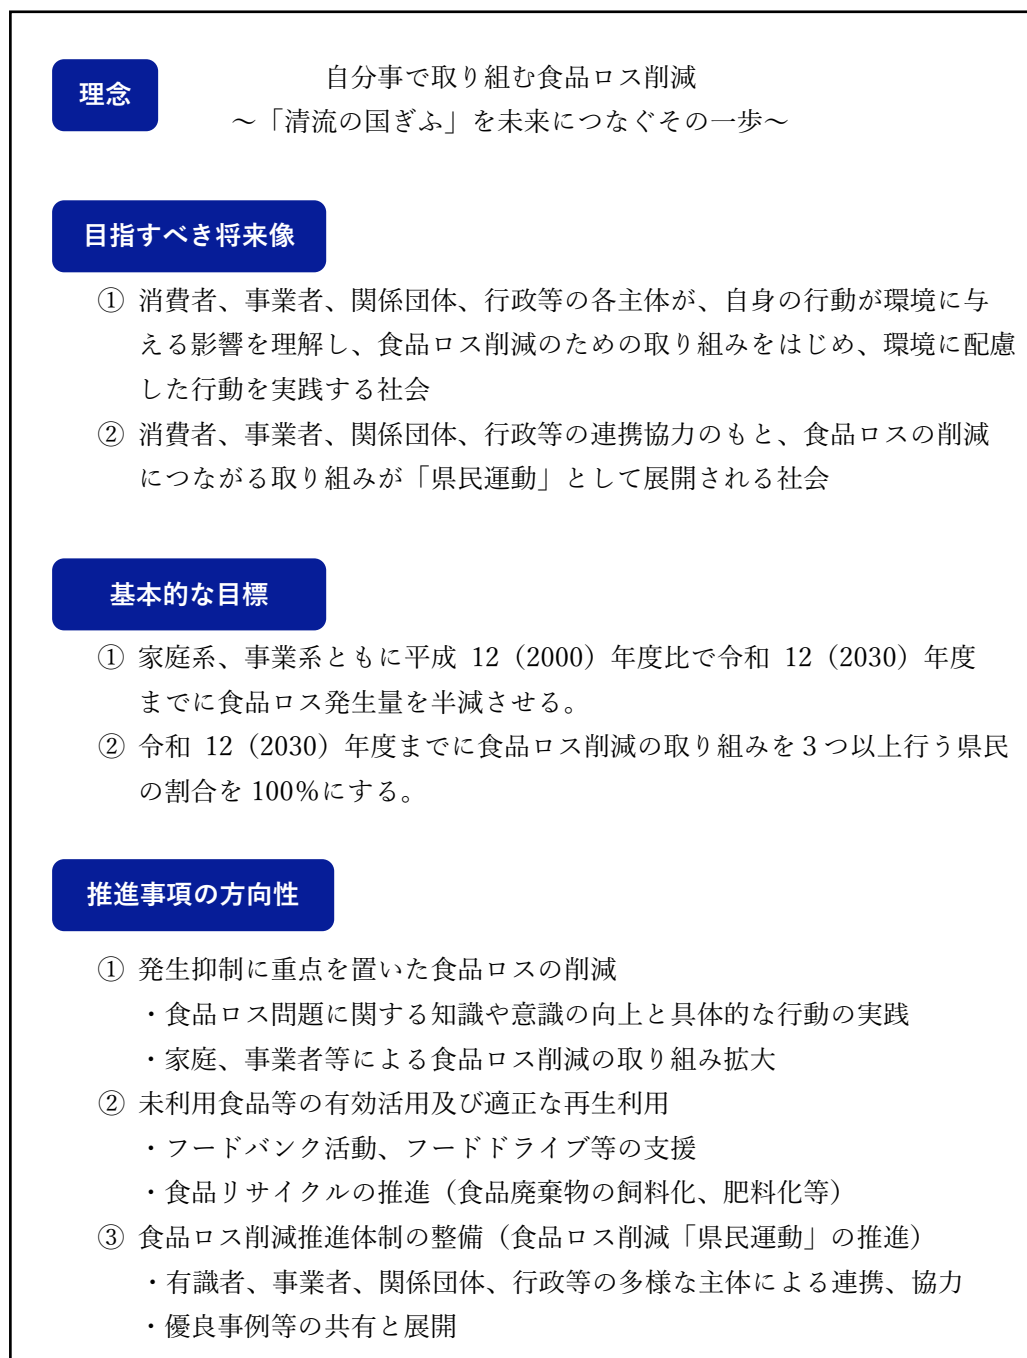 理念
自分事で取り組む食品ロス削減
～「清流の国ぎふ」を未来につなぐその一歩～
目指すべき将来像
① 消費者、事業者、関係団体、行政等の各主体が、自身の行動が環境に与
える影響を理解し、食品ロス削減のための取り組みをはじめ、環境に配慮
した行動を実践する社会
② 消費者、事業者、関係団体、行政等の連携協力のもと、食品ロスの削減
につながる取り組みが「県民運動」として展開される社会
基本的な目標
① 家庭系、事業系ともに平成 12（2000）年度比で令和 12（2030）年度
までに食品ロス発生量を半減させる。
② 令和 12（2030）年度までに食品ロス削減の取り組みを３つ以上行う県民
の割合を 100％にする。
推進事項の方向性
① 発生抑制に重点を置いた食品ロスの削減
・食品ロス問題に関する知識や意識の向上と具体的な行動の実践
・家庭、事業者等による食品ロス削減の取り組み拡大
② 未利用食品等の有効活用及び適正な再生利用
・フードバンク活動、フードドライブ等の支援
・食品リサイクルの推進（食品廃棄物の飼料化、肥料化等）
③ 食品ロス削減推進体制の整備（食品ロス削減「県民運動」の推進）
・有識者、事業者、関係団体、行政等の多様な主体による連携、協力
・優良事例等の共有と展開